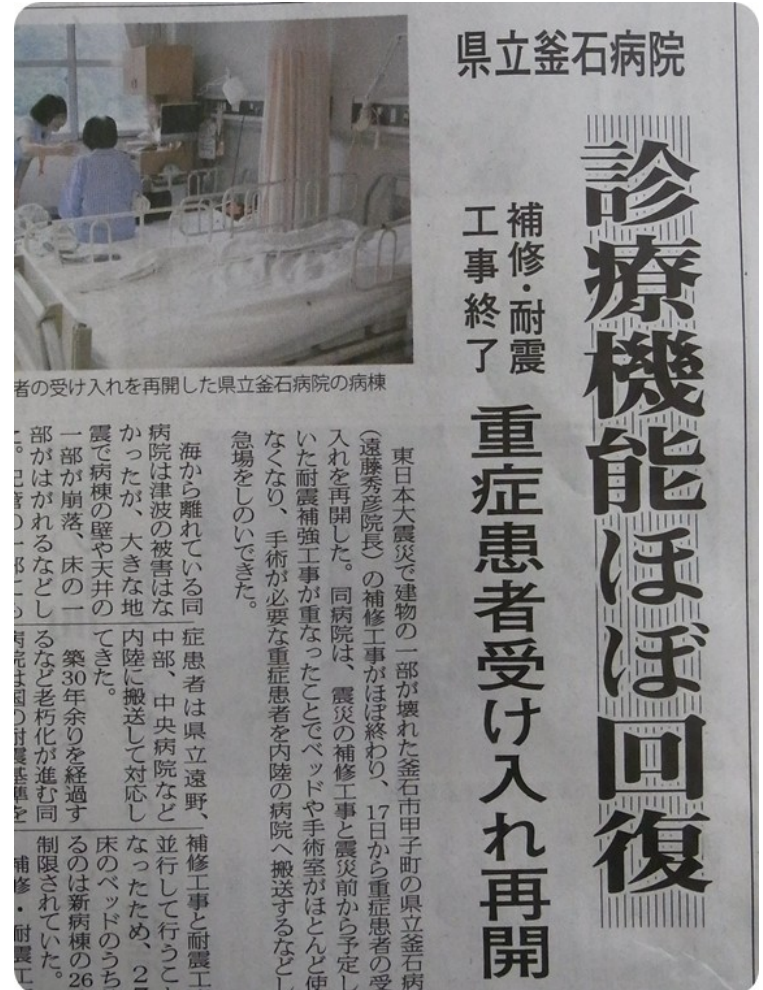 県立釜石病院
診療機能ほぼ回復
補修・耐震
工事終了
重症患者受け入れ再開
者の受け入れを再開した県立釜石病院の病棟
東日本大震災で建物の一部が壊れた釜石市甲子町の県立釜石病
（遠藤秀彦院長）の補修工事がほぼ終わり、17日から重症患者の受
入れを再開した。同病院は、震災の補修工事と震災前から予定し
いた耐震補強工事が重なったことでベッドや手術室がほとんど使
なくなり、手術が必要な重症患者を内陸の病院へ搬送するなどし
急場をしのいできた。
海から離れている同
病院は津波の被害はな
かったが、大きな地
震で病棟の壁や天井の
一部が崩落、床の一
部がはがれるなどし
症患者は県立遠野、
中部、中央病院など
内陸に搬送して対応し
てきた。
築30年余りを経過す
るなど老朽化が進む同
病院は国の耐震基準を
補修工事と耐震工
並行して行うこ
なったため、2
床のベッドのうち
るのは新病棟の26
制限されていた。
補修・耐震工